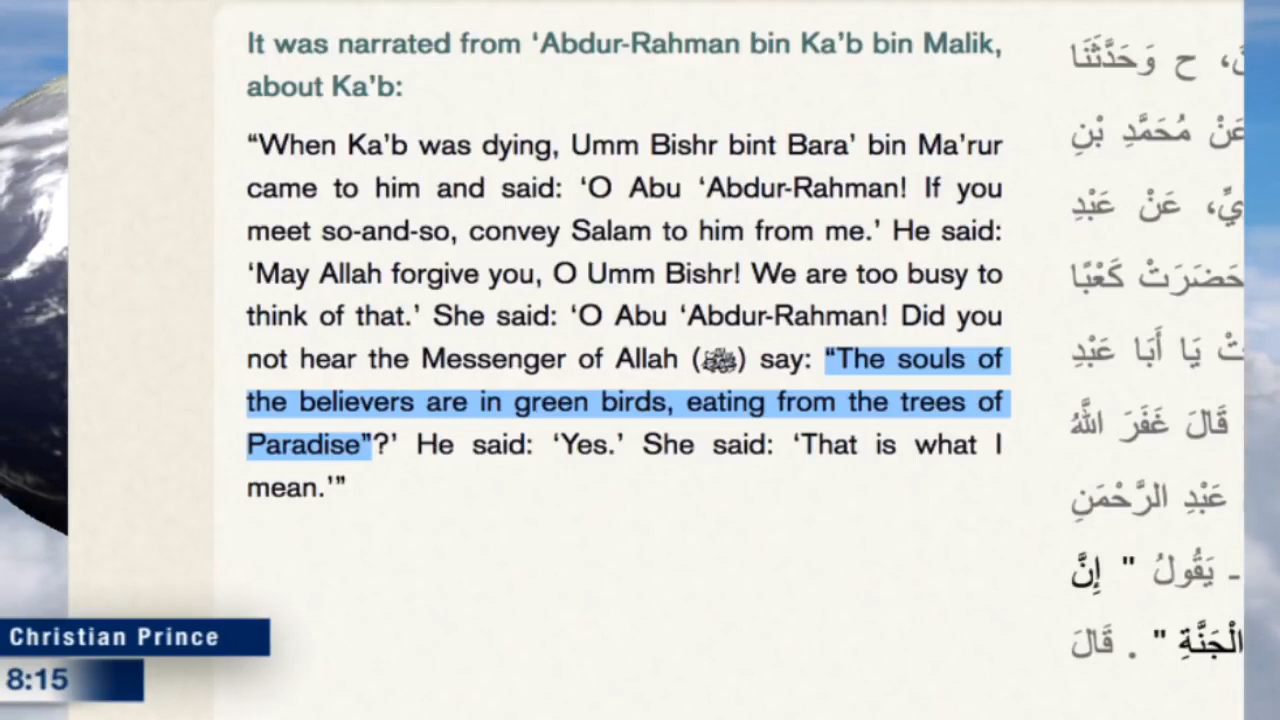 It was narrated from ‘Abdur-Rahman bin Ka’b bin Malik,
about Ka’b:
“When Ka’b was dying, Umm Bishr bint Bara’ bin Ma’rur
came to him and said: ‘O Abu ‘Abdur-Rahman! If you
meet so-and-so, convey Salam to him from me.’ He said:
‘May Allah forgive you, O Umm Bishr! We are too busy to
think of that.’ She said: ‘O Abu ‘Abdur-Rahman! Did you
not hear the Messenger of Allah (ﷺ) say: “The souls of
the believers are in green birds, eating from the trees of
Paradise”?’ He said: ‘Yes.’ She said: ‘That is what I
mean.’”
ح وَحَدَّثَنَا
عَنْ مُحَمَّدِ بْنِ
عَنْ عَبْدِ
حَضَرَتْ كَعْبًا
يَا أَبَا عَبْدِ
قَالَ غَفَرَ اللَّهُ
عَبْدِ الرَّحْمَنِ
- يَقُولُ " إِنَّ
الْجَنَّةِ " . قَالَ
Christian Prince
8:15